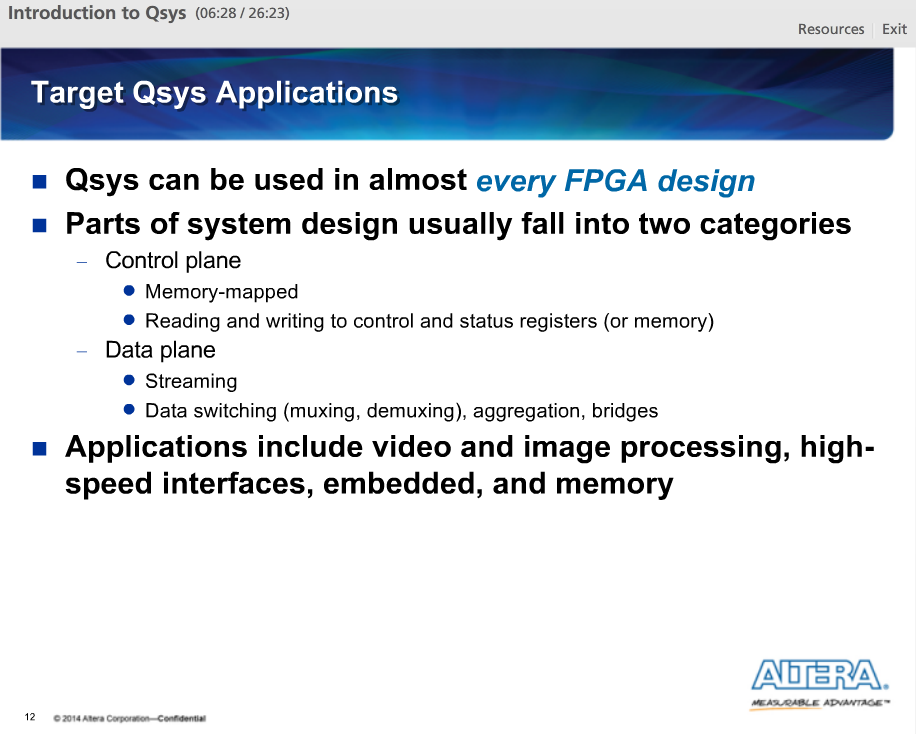 Introduction to Qsys (06:28 / 26:23)
Resources Exit
Target Qsys Applications
Qsys can be used in almost every FPGA design
Parts of system design usually fall into two categories
– Control plane
Memory-mapped
Reading and writing to control and status registers (or memory)
– Data plane
Streaming
Data switching (muxing, demuxing), aggregation, bridges
Applications include video and image processing, high-
speed interfaces, embedded, and memory
ALTERA®
MEASURABLE ADVANTAGE™
12 © 2014 Altera Corporation—Confidential